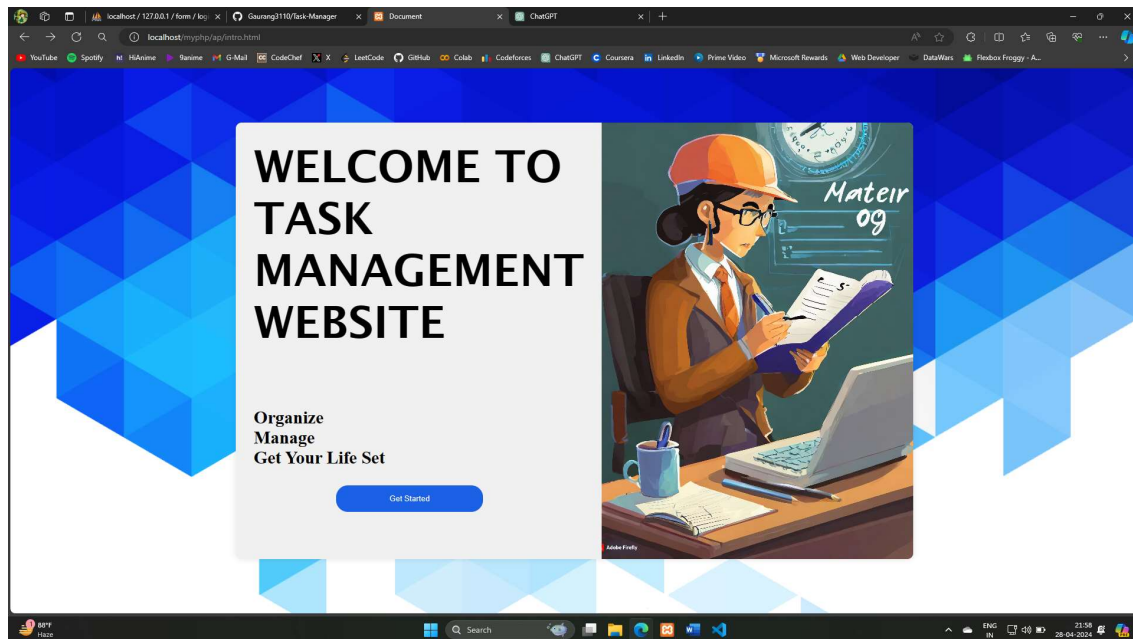 localhost / 127.0.0.1 / form / log
Gaurang3110/Task-Manager
Document
ChatGPT
localhost/myphp/ap/intro.html
YouTube
Spotify
HiAnime
9anime
G-Mail
CodeChef
X
LeetCode
GitHub
Colab
Codeforces
ChatGPT
Coursera
LinkedIn
Prime Video
Microsoft Rewards
Web Developer
DataWars
Flexbox Froggy - A...
WELCOME TO
TASK
MANAGEMENT
WEBSITE
Organize
Manage
Get Your Life Set
Get Started
Mateir
09
Adobe Firefly
88°F
Haze
Search
ENG
IN
21:58
28-04-2024